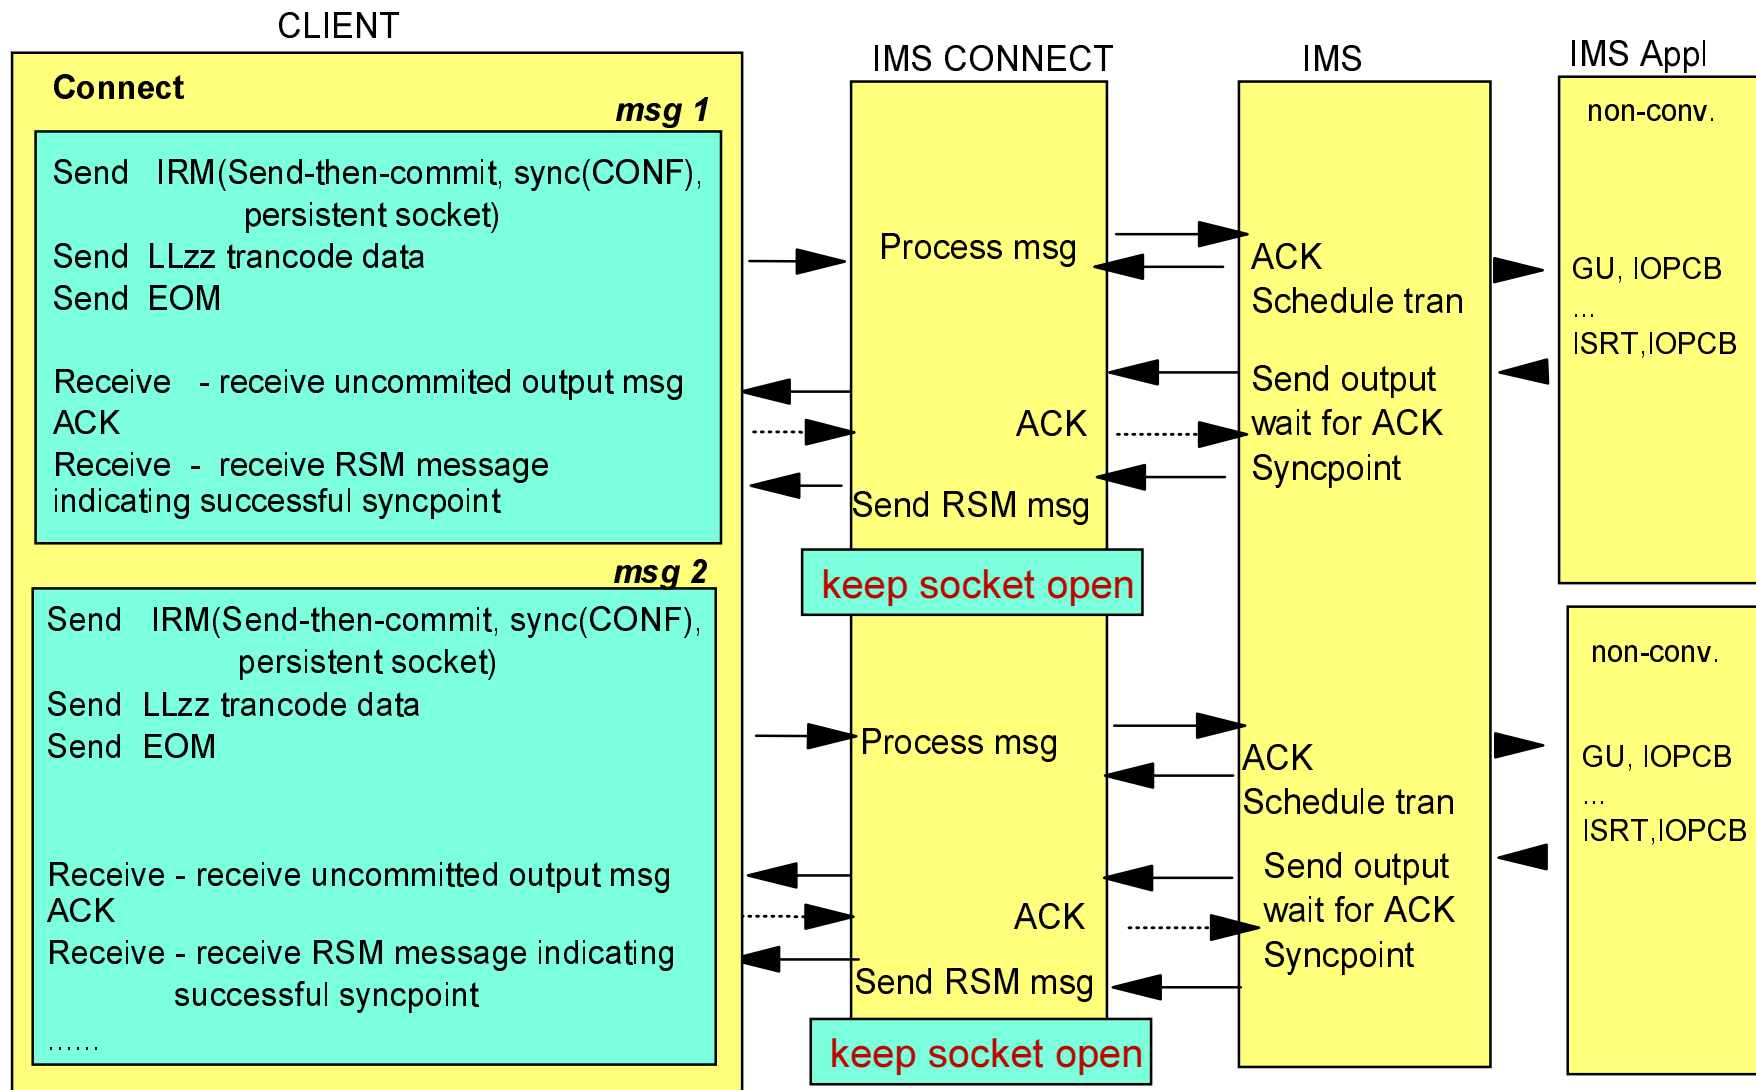 CLIENT
IMS CONNECT
IMS
IMS Appl
Connect
msg 1
Send IRM(Send-then-commit, sync(CONF),
persistent socket)
Send LLzz trancode data
Send EOM
Receive - receive uncommited output msg
ACK
Receive - receive RSM message
indicating successful syncpoint
Process msg
ACK
Send RSM msg
keep socket open
ACK
Schedule tran
Send output
wait for ACK
Syncpoint
non-conv.
GU, IOPCB
...
ISRT,IOPCB
msg 2
Send IRM(Send-then-commit, sync(CONF),
persistent socket)
Send LLzz trancode data
Send EOM
Receive - receive uncommitted output msg
ACK
Receive - receive RSM message indicating
successful syncpoint
......
Process msg
ACK
Send RSM msg
keep socket open
ACK
Schedule tran
Send output
wait for ACK
Syncpoint
non-conv.
GU, IOPCB
...
ISRT,IOPCB